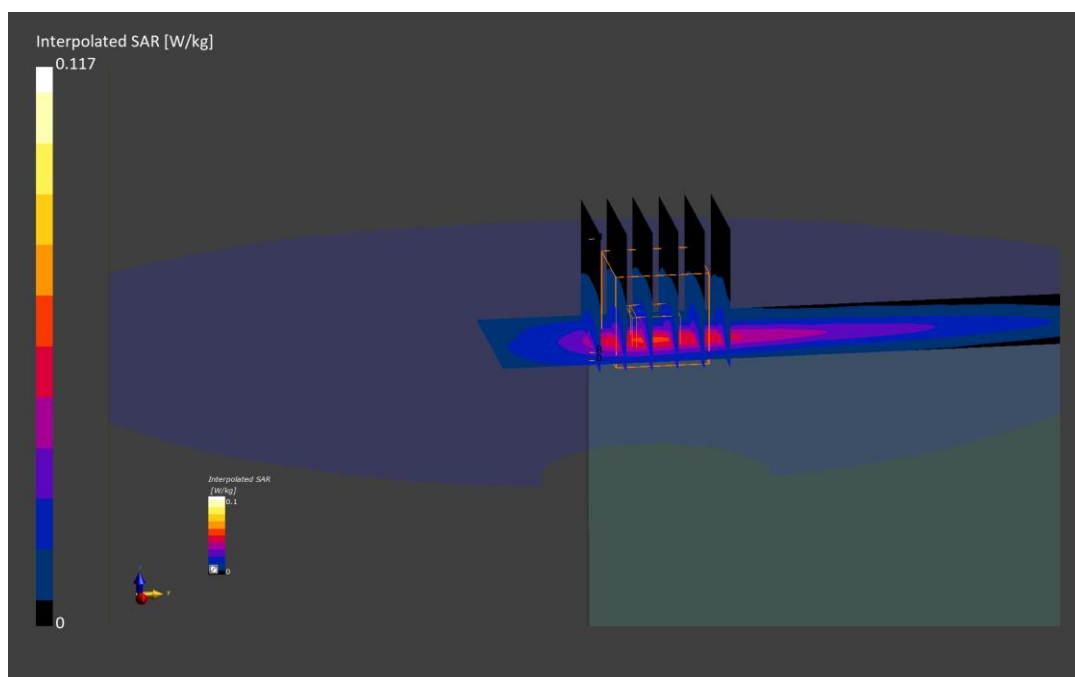 Interpolated SAR [W/kg]
0.117
0
Interpolated SAR
[W/kg]
0.1
0